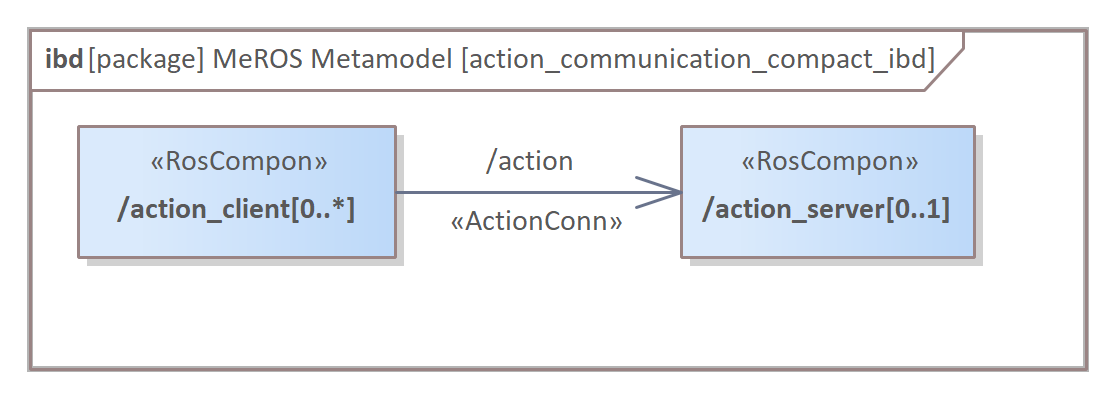 ibd [package] MeROS Metamodel [action_communication_compact_ibd]
«RosCompon»
/action_client[0..*]
/action
«ActionConn»
«RosCompon»
/action_server[0..1]